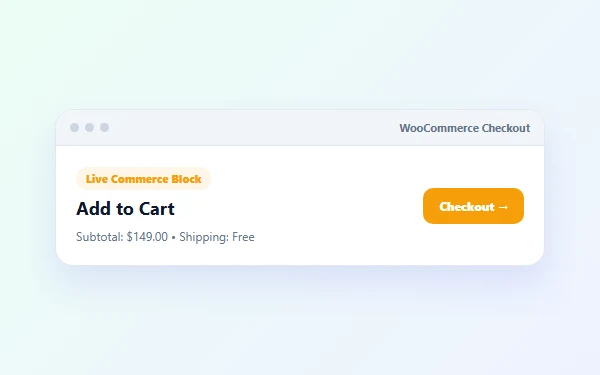 WooCommerce Checkout
Live Commerce Block
Add to Cart
Subtotal: $149.00 • Shipping: Free
Checkout →